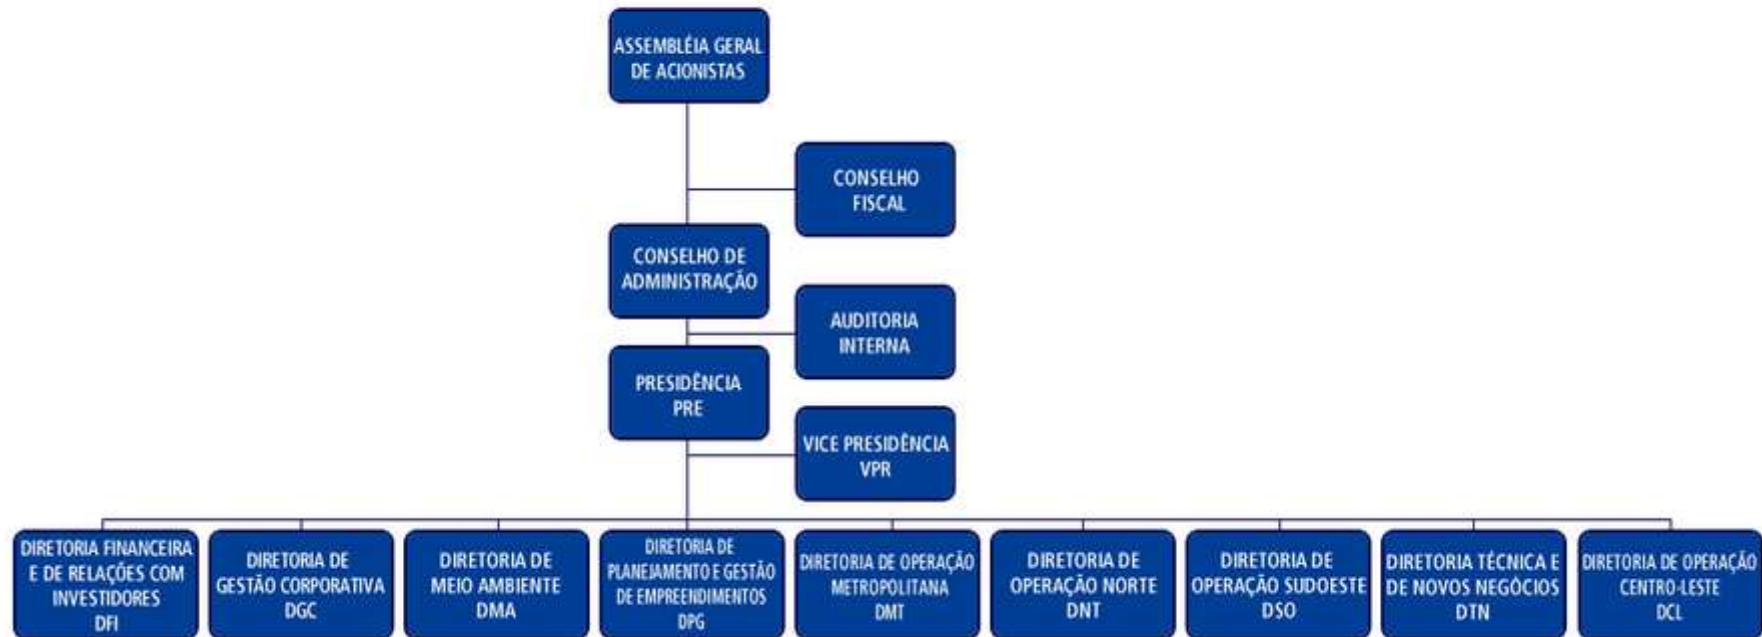 ASSEMBLÉIA GERAL
DE ACIONISTAS
CONSELHO
FISCAL
CONSELHO DE
ADMINISTRAÇÃO
AUDITORIA
INTERNA
PRESIDÊNCIA
PRE
VICE PRESIDÊNCIA
VPR
DIRETORIA FINANCEIRA
E DE RELAÇÕES COM
INVESTIDORES
DFI
DIRETORIA DE
GESTÃO CORPORATIVA
DGC
DIRETORIA DE
MEIO AMBIENTE
DMA
DIRETORIA DE
PLANEJAMENTO E GESTÃO
DE EMPREENDIMENTOS
DPG
DIRETORIA DE OPERAÇÃO
METROPOLITANA
DMT
DIRETORIA DE
OPERAÇÃO NORTE
DNT
DIRETORIA DE
OPERAÇÃO SUDOESTE
DSO
DIRETORIA TÉCNICA E
DE NOVOS NEGÓCIOS
DTN
DIRETORIA DE OPERAÇÃO
CENTRO-LESTE
DCL